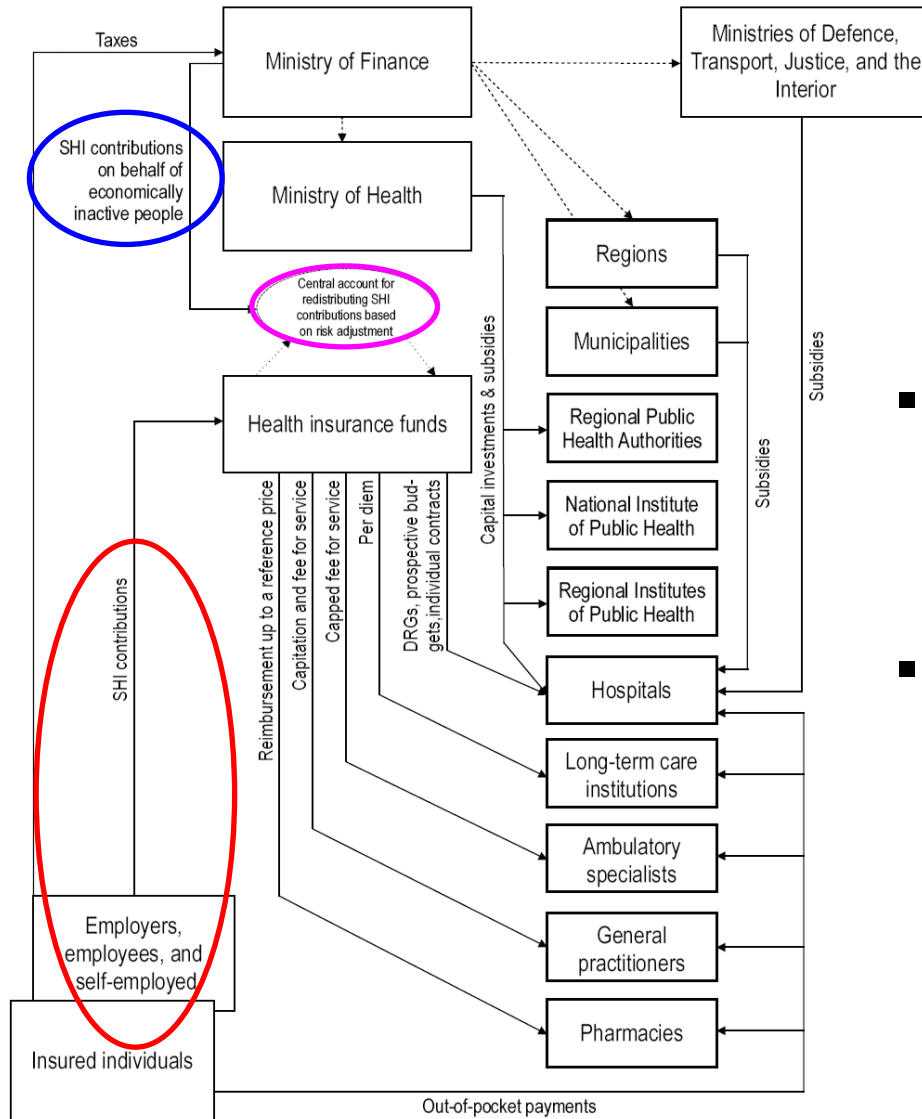 Taxes
Ministry of Finance
Ministries of Defence,
Transport, Justice, and the
Interior
SHI contributions
on behalf of
economically
inactive people
Ministry of Health
Regions
Central account for
redistributing SHI
contributions based
on risk adjustment
Municipalities
Health insurance funds
Capital investments & subsidies
Subsidies
Subsidies
Regional Public
Health Authorities
National Institute
of Public Health
Regional Institutes
of Public Health
SHI contributions
Reimbursement up to a reference price
Capitation and fee for service
Capped fee for service
Per diem
DRGs, prospective bud-
gets,individual contracts
Hospitals
Long-term care
institutions
Ambulatory
specialists
General
practitioners
Pharmacies
Employers,
employees, and
self-employed
Insured individuals
Out-of-pocket payments